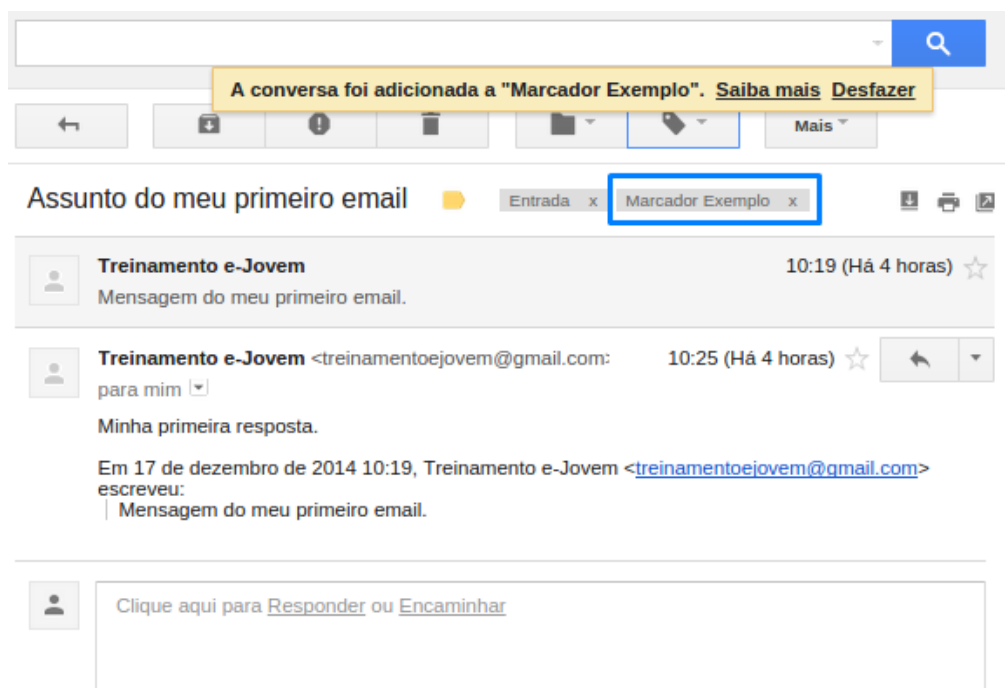 A conversa foi adicionada a "Marcador Exemplo". Saiba mais Desfazer
Mais
Assunto do meu primeiro email Entrada x Marcador Exemplo x
Treinamento e-Jovem 10:19 (Há 4 horas)
Mensagem do meu primeiro email.
Treinamento e-Jovem <treinamentoejovem@gmail.com: 10:25 (Há 4 horas)
para mim
Minha primeira resposta.
Em 17 de dezembro de 2014 10:19, Treinamento e-Jovem <treinamentoejovem@gmail.com>
escreveu:
Mensagem do meu primeiro email.
Clique aqui para Responder ou Encaminhar